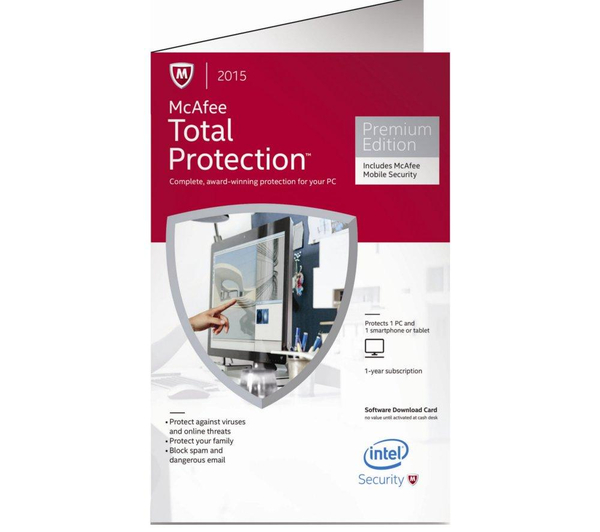 2015
McAfee
Total
Protection™
Complete, award-winning protection for your PC
Premium
Edition
Includes McAfee
Mobile Security
Protects 1 PC and
1 smartphone or tablet
1-year subscription
Software Download Card
no value until activated at cash desk
• Protect against viruses
and online threats
• Protect your family
• Block spam and
dangerous email
intel
Security